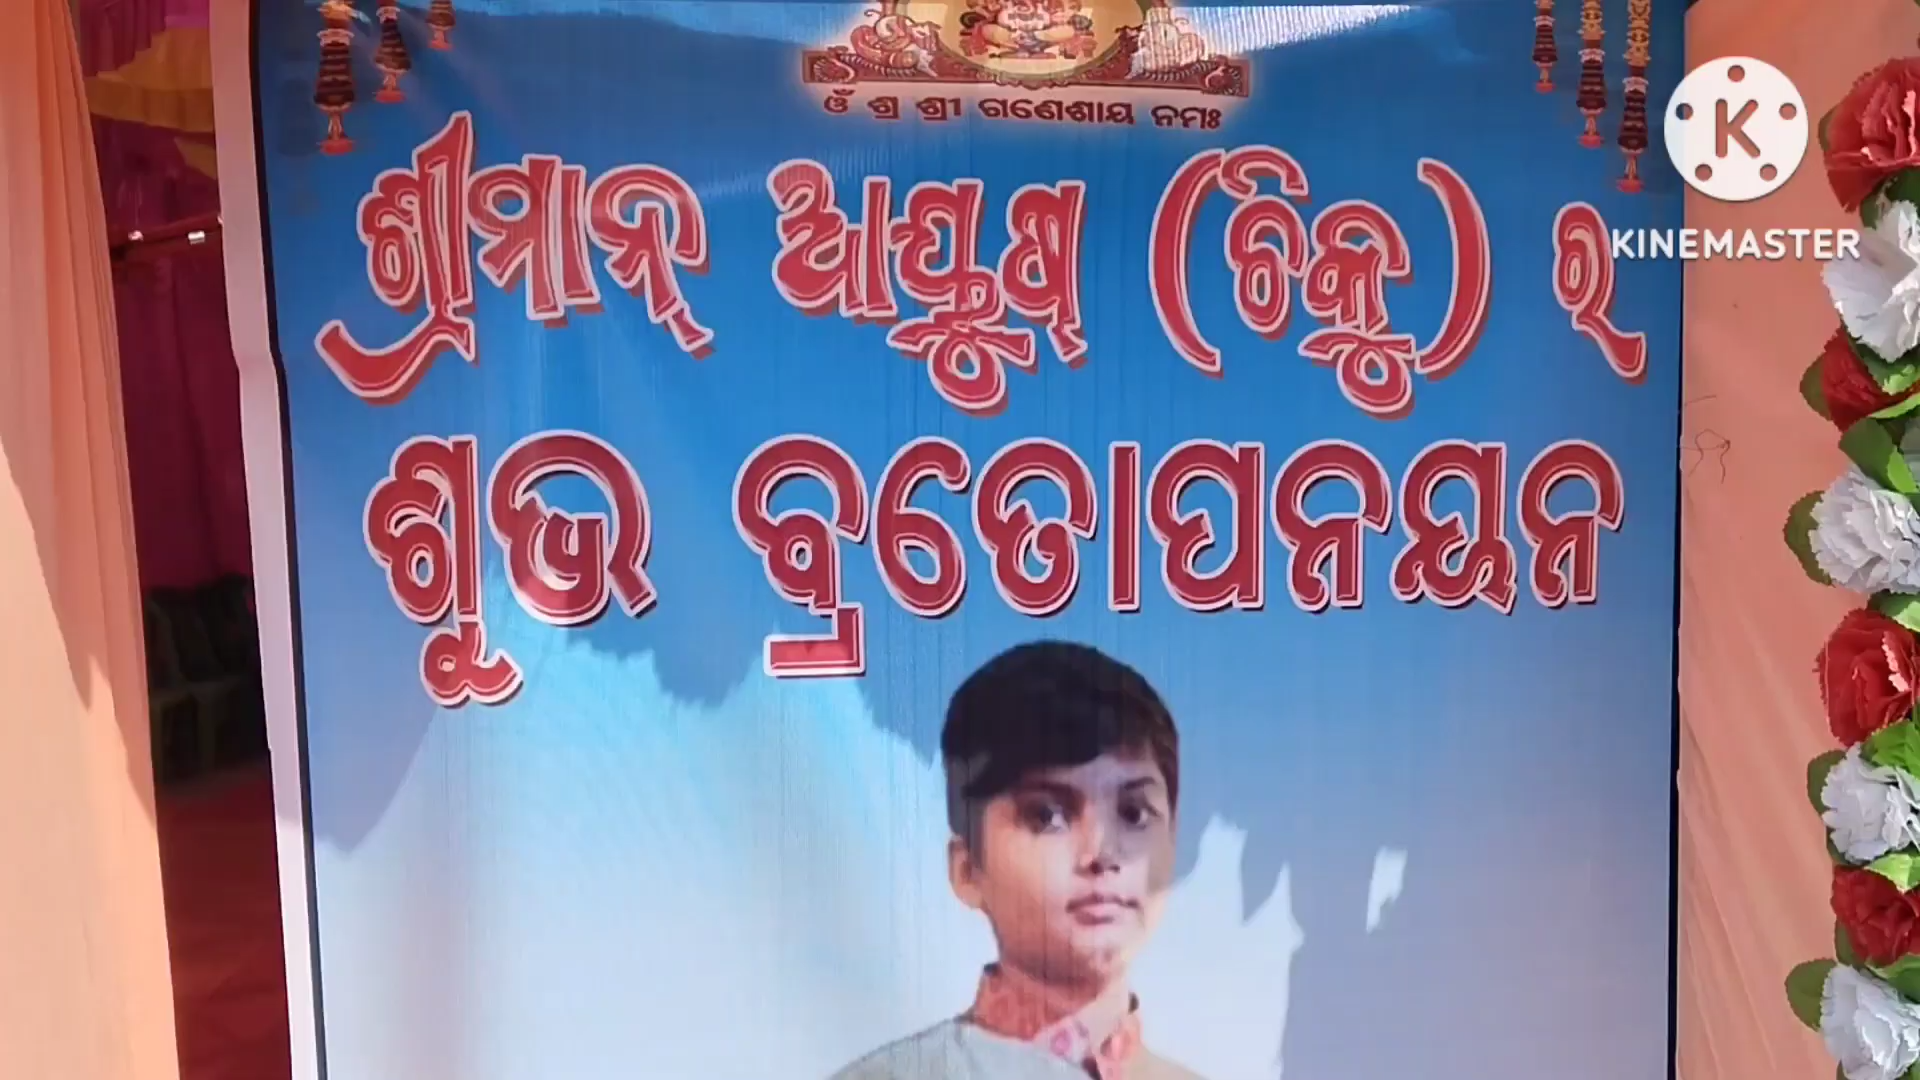 ଓଁ ଶ୍ର ଶ୍ରୀ ଗଣେଶାୟ ନମଃ
ଶ୍ରୀମାନ୍ ଆୟୁଷ୍ (ଚିକୁ) ର
ଶୁଭ ବ୍ରତୋପନୟନ
K
KINEMASTER